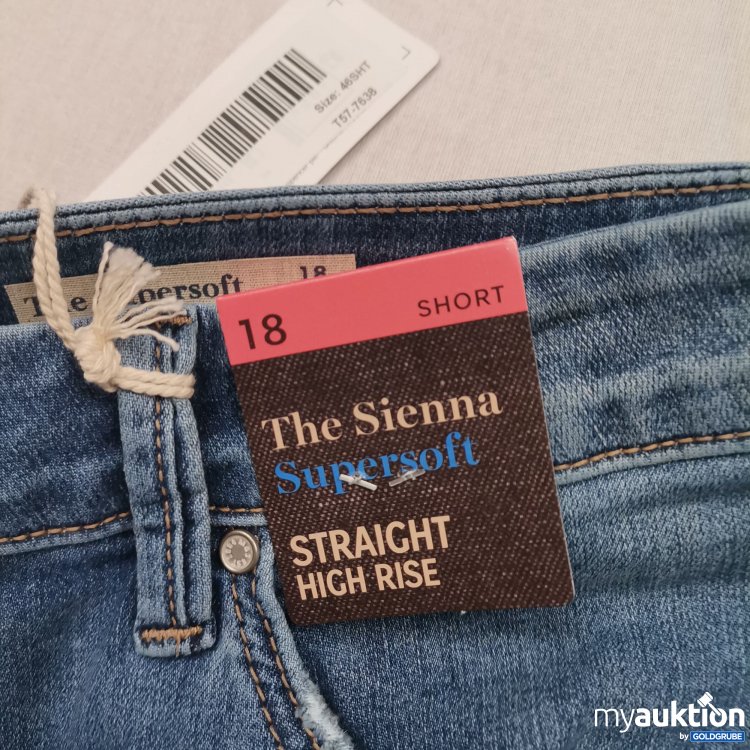 Size: 46SHT
T57-7638
The Supersoft 18
18 SHORT
The Sienna
Supersoft
STRAIGHT
HIGH RISE
myauktion
by GOLDGRUBE